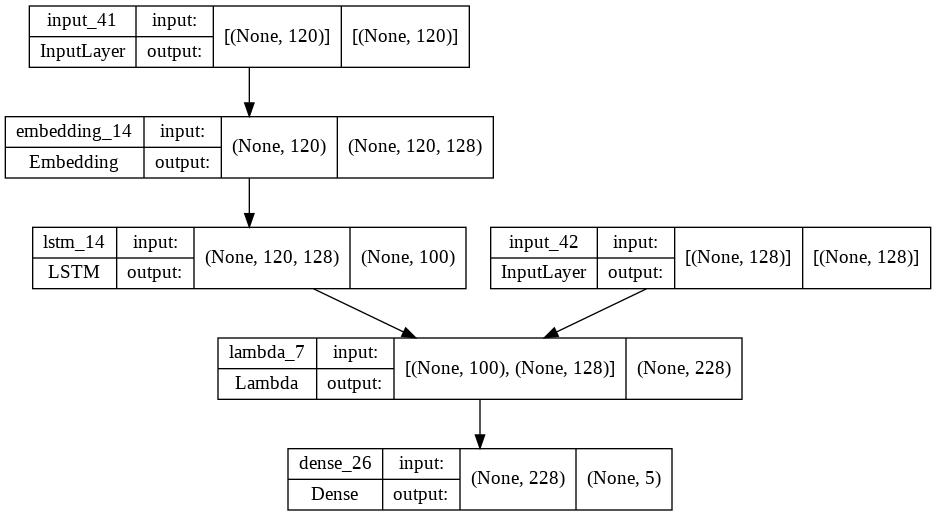 input_41 input: [(None, 120)] [(None, 120)]
InputLayer output:
embedding_14 input: (None, 120) (None, 120, 128)
Embedding output:
lstm_14 input: (None, 120, 128) (None, 100)
LSTM output:
input_42 input: [(None, 128)] [(None, 128)]
InputLayer output:
lambda_7 input: [(None, 100), (None, 128)] (None, 228)
Lambda output:
dense_26 input: (None, 228) (None, 5)
Dense output: